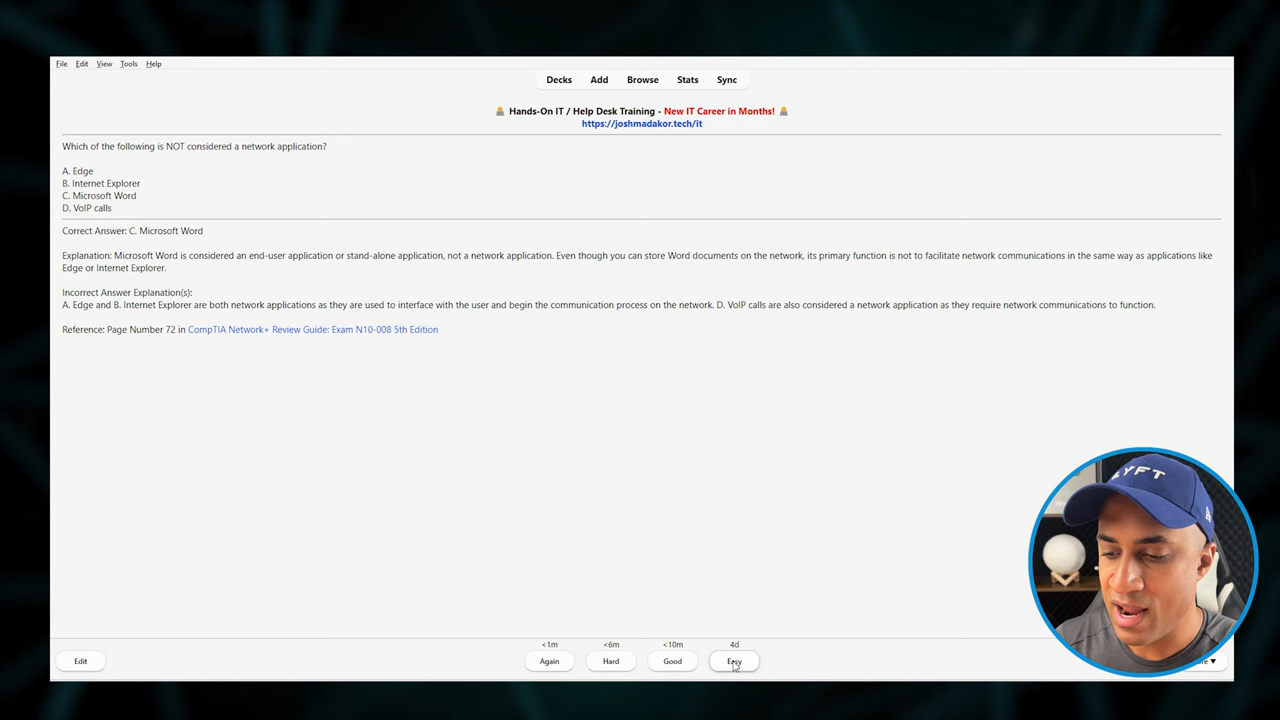 File Edit View Tools Help
Decks Add Browse Stats Sync
Hands-On IT / Help Desk Training - New IT Career in Months!
https://joshmadakor.tech/it
Which of the following is NOT considered a network application?
A. Edge
B. Internet Explorer
C. Microsoft Word
D. VoIP calls
Correct Answer: C. Microsoft Word
Explanation: Microsoft Word is considered an end-user application or stand-alone application, not a network application. Even though you can store Word documents on the network, its primary function is not to facilitate network communications in the same way as applications like
Edge or Internet Explorer.
Incorrect Answer Explanation(s):
A. Edge and B. Internet Explorer are both network applications as they are used to interface with the user and begin the communication process on the network. D. VoIP calls are also considered a network application as they require network communications to function.
Reference: Page Number 72 in CompTIA Network+ Review Guide: Exam N10-008 5th Edition
<1m <6m <10m 4d
Edit Again Hard Good Easy
LYFT